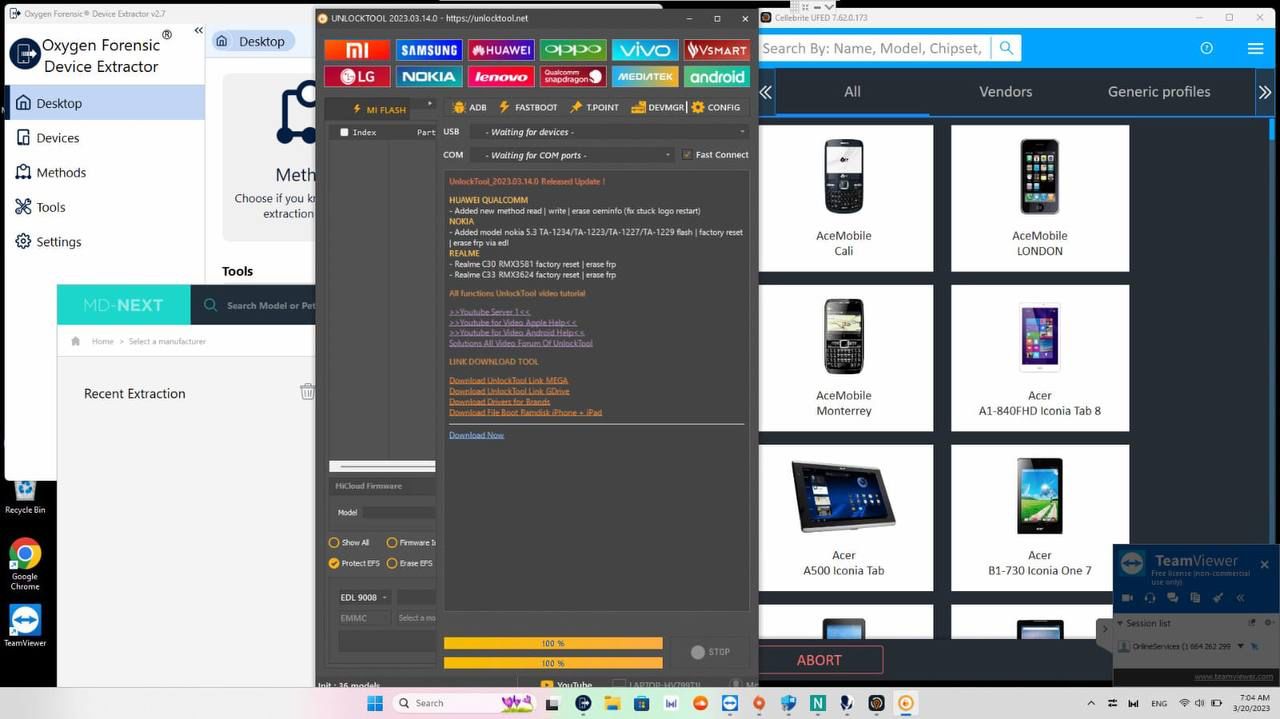 Oxygen Forensic® Device Extractor v2.7
Oxygen Forensic®
Device Extractor
Desktop
Devices
Methods
Tools
Settings
Desktop
Choose if you
extraction
Tools
MD-NEXT
Search Model or Pet
Home > Select a manufacturer
Recent Extraction
Recycle Bin
Google
Chrome
TeamViewer
UNLOCKTOOL 2023.03.14.0 - https://unlocktool.net
MI
SAMSUNG
HUAWEI
oppo
vivo
VSMART
LG
NOKIA
lenovo
Qualcomm
snapdragon
MEDIATEK
android
MI FLASH
ADB
FASTBOOT
T.POINT
DEVMGR
CONFIG
Index
Part
USB
- Waiting for devices -
COM
- Waiting for COM ports -
Fast Connect
UnlockTool_2023.03.14.0 Released Update !
HUAWEI QUALCOMM
- Added new method read | write | erase oeminfo (fix stuck logo restart)
NOKIA
- Added model nokia 5.3 TA-1234/TA-1223/TA-1227/TA-1229 flash | factory reset
| erase frp via edl
REALME
- Realme C30 RMX3581 factory reset | erase frp
- Realme C33 RMX3624 factory reset | erase frp
All functions UnlockTool video tutorial
>>Youtube Server 1<<
>>Youtube for Video Apple Help<<
>>Youtube for Video Android Help<<
Solutions All Video Forum Of UnlockTool
LINK DOWNLOAD TOOL
Download UnlockTool Link MEGA
Download UnlockTool Link GDrive
Download Drivers for Brands
Download File Boot Ramdisk iPhone + iPad
Download Now
MiCloud Firmware
Model
Show All
Firmware
Protect EFS
Erase EFS
EDL 9008
EMMC
Select a mo
100 %
100 %
STOP
Init : 36 models
YouTube
Cellebrite UFED 7.62.0.173
Search By: Name, Model, Chipset,
All
Vendors
Generic profiles
AceMobile
Cali
AceMobile
LONDON
AceMobile
Monterrey
Acer
A1-840FHD Iconia Tab 8
Acer
A500 Iconia Tab
Acer
B1-730 Iconia One 7
ABORT
TeamViewer
Free license (non-commercial
use only)
Session list
OnlineServices (1 664 262 299
www.teamviewer.com
Search
ENG
7:04 AM
3/20/2023